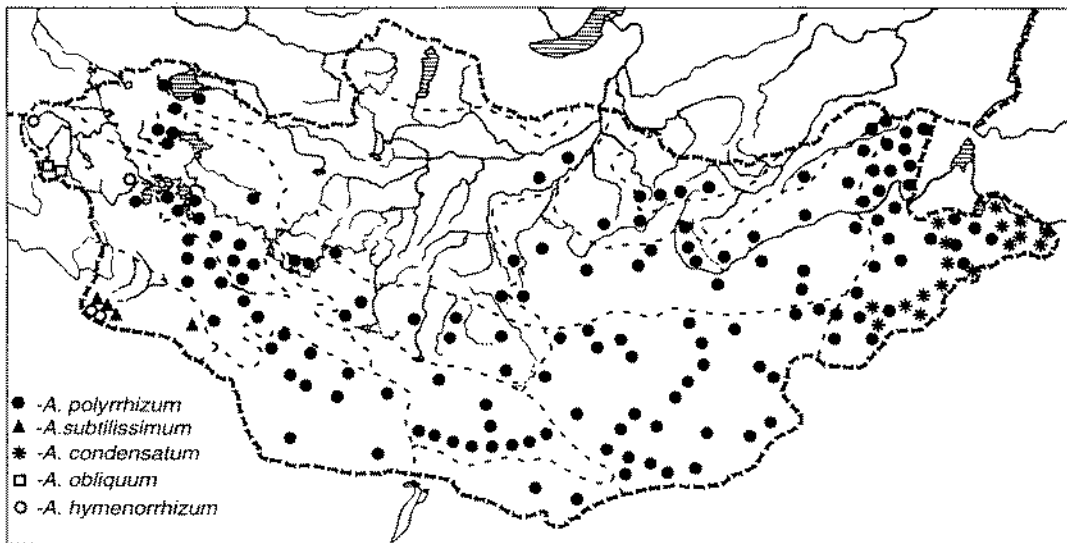 -A. polyrrhizum
-A.subtilissimum
-A. condensatum
-A. obliquum
-A. hymenorrhizum